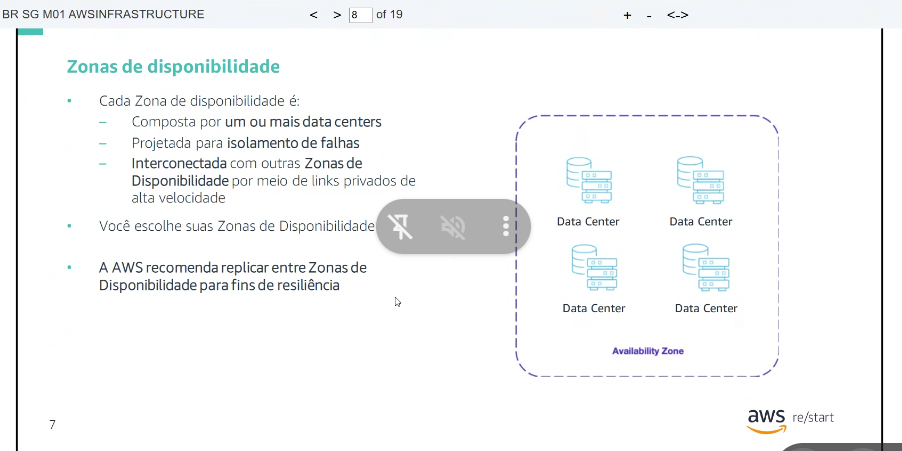 BR SG M01 AWSINFRASTRUCTURE < > 8 of 19 + - <->
Zonas de disponibilidade
• Cada Zona de disponibilidade é:
– Composta por um ou mais data centers
– Projetada para isolamento de falhas
– Interconectada com outras Zonas de
Disponibilidade por meio de links privados de
alta velocidade
• Você escolhe suas Zonas de Disponibilidade
• A AWS recomenda replicar entre Zonas de
Disponibilidade para fins de resiliência
Data Center Data Center
Data Center Data Center
Availability Zone
7
aws re/start